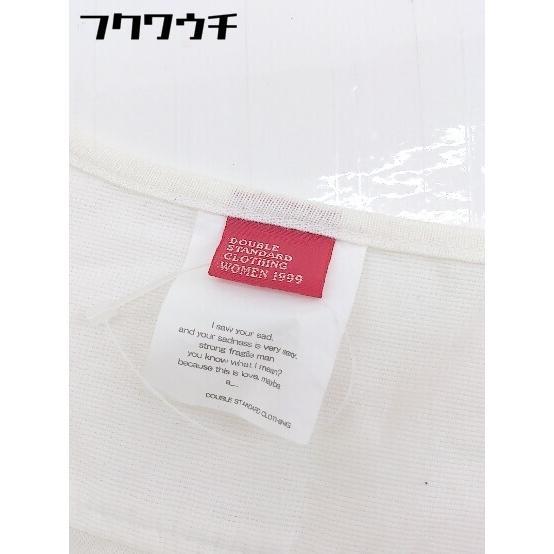 フクワウチ
DOUBLE
STANDARD
CLOTHING
WOMEN 1999
I saw your sad.
and your sadness is very sexy.
strong fragile man
you know what I mean?
because this is love. maybe
a_.
DOUBLE STANDARD CLOTHING